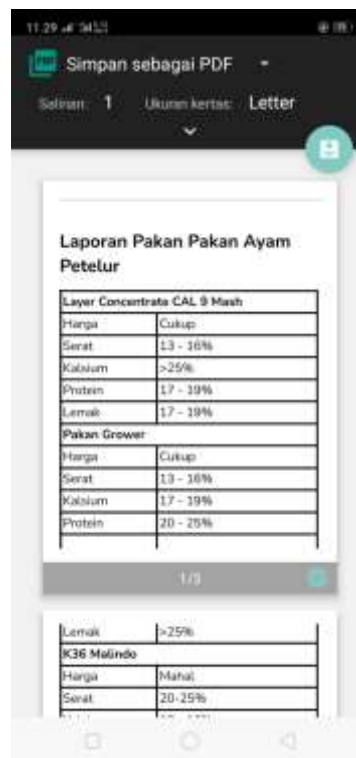 11.29
Simpan sebagai PDF
Salinan: 1 Ukuran kertas: Letter
Laporan Pakan Pakan Ayam
Petelur
Layer Concentrate CAL 9 Mash
Harga Cukup
Serat 13 - 16%
Kalsium >25%
Protein 17 - 19%
Lemak 17 - 19%
Pakan Grower
Harga Cukup
Serat 13 - 16%
Kalsium 17 - 19%
Protein 20 - 25%
Lemak >25%
K36 Malindo
Harga Mahal
Serat 20-25%